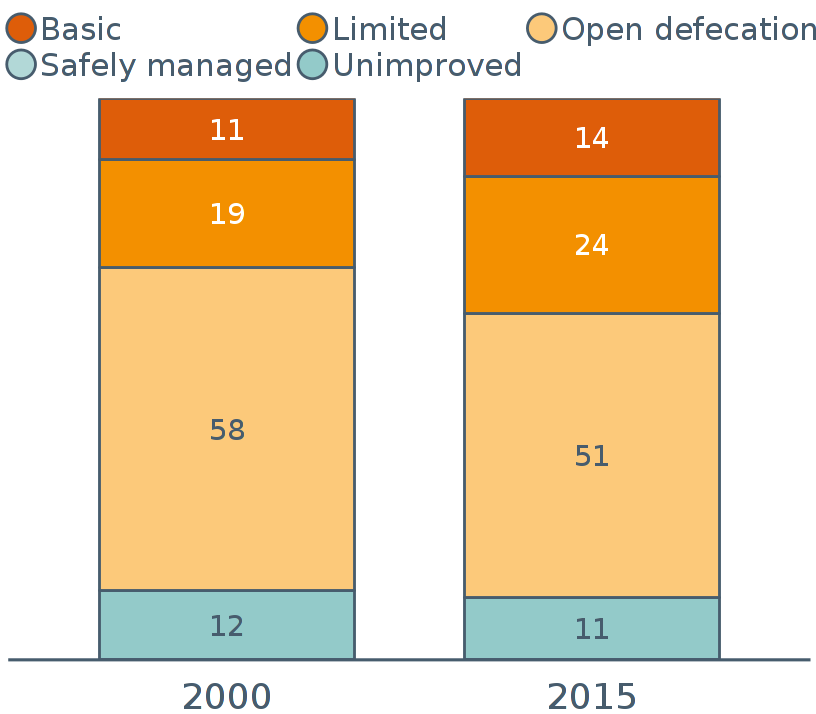 Basic Limited Open defecation
Safely managed Unimproved
11 14
19 24
58 51
12 11
2000 2015